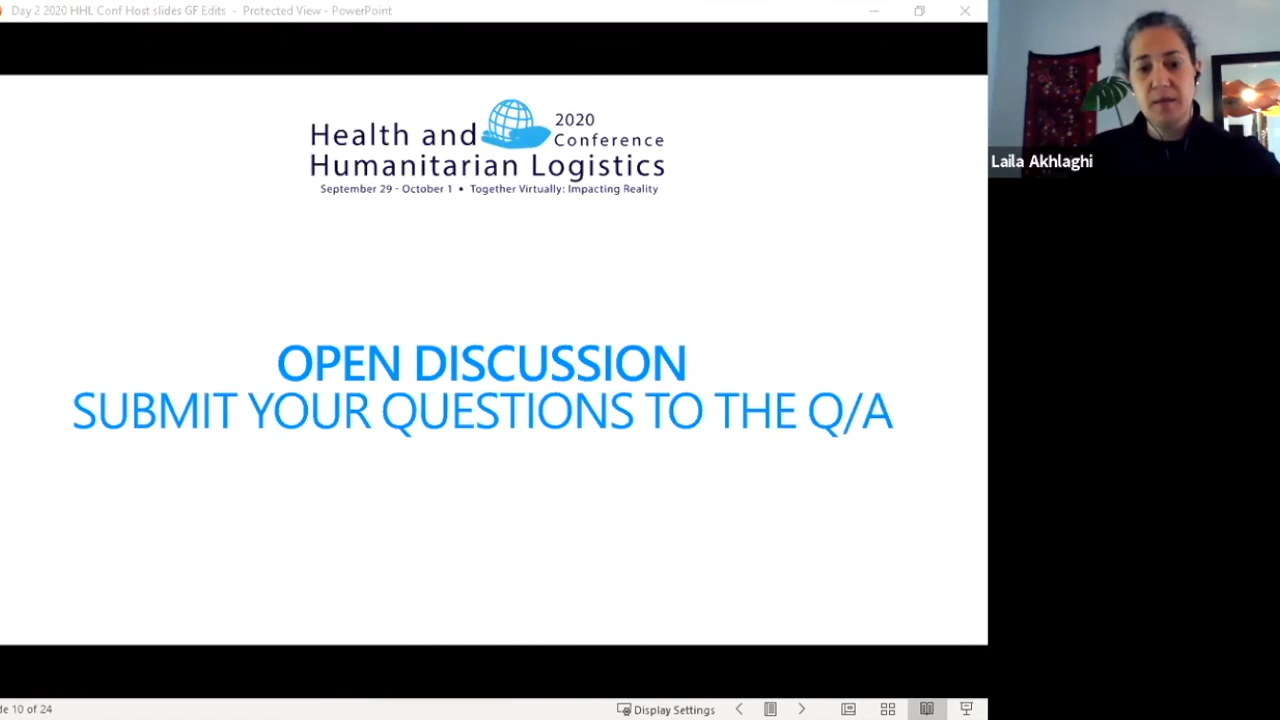 Day 2 2020 HHL Conf Host slides GF Edits - Protected View - PowerPoint
Health and Humanitarian Logistics
2020 Conference
September 29 - October 1 • Together Virtually: Impacting Reality
Laila Akhlaghi
OPEN DISCUSSION
SUBMIT YOUR QUESTIONS TO THE Q/A
de 10 of 24
Display Settings